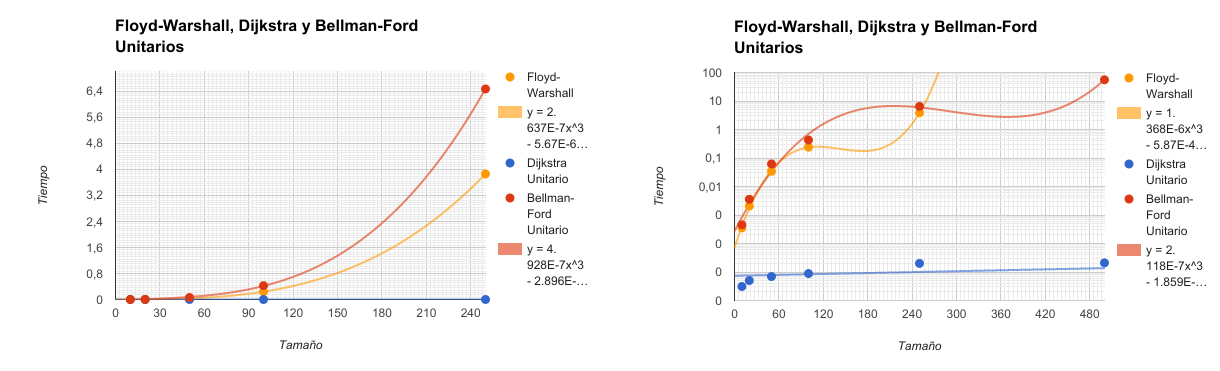 Floyd-Warshall, Dijkstra y Bellman-Ford
Unitarios
6,4
5,6
4,8
4
3,2
2,4
1,6
0,8
0
Tiempo
0
30
60
90
120
150
180
210
240
Tamaño
Floyd-
Warshall
y = 2.
637E-7x^3
- 5.67E-6…
Dijkstra
Unitario
Bellman-
Ford
Unitario
y = 4.
928E-7x^3
- 2.896E-…
Floyd-Warshall, Dijkstra y Bellman-Ford
Unitarios
100
10
1
0,1
0,01
0
0
0
0
Tiempo
0
60
120
180
240
300
360
420
480
Tamaño
Floyd-
Warshall
y = 1.
368E-6x^3
- 5.87E-4…
Dijkstra
Unitario
Bellman-
Ford
Unitario
y = 2.
118E-7x^3
- 1.859E-…